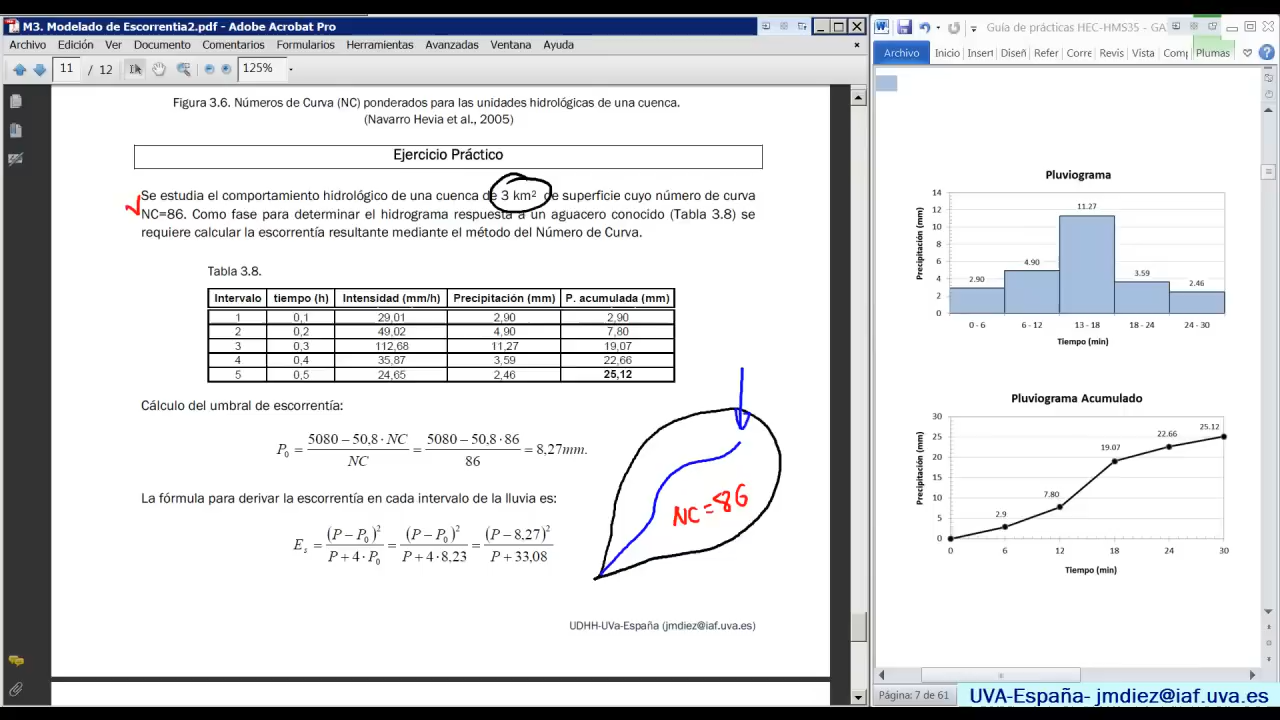 M3. Modelado de Escorrentia2.pdf - Adobe Acrobat Pro
Archivo Edición Ver Documento Comentarios Formularios Herramientas Avanzadas Ventana Ayuda
11 / 12 125%
Figura 3.6. Números de Curva (NC) ponderados para las unidades hidrológicas de una cuenca.
(Navarro Hevia et al., 2005)
Ejercicio Práctico
Se estudia el comportamiento hidrológico de una cuenca de 3 km² de superficie cuyo número de curva
NC=86. Como fase para determinar el hidrograma respuesta a un aguacero conocido (Tabla 3.8) se
requiere calcular la escorrentía resultante mediante el método del Número de Curva.
Tabla 3.8.
Intervalo tiempo (h) Intensidad (mm/h) Precipitación (mm) P. acumulada (mm)
1 0,1 29,01 2,90 2,90
2 0,2 49,02 4,90 7,80
3 0,3 112,68 11,27 19,07
4 0,4 35,87 3,59 22,66
5 0,5 24,65 2,46 25,12
Cálculo del umbral de escorrentía:
P₀ = (5080 – 50,8 · NC) / NC = (5080 – 50,8 · 86) / 86 = 8,27mm.
La fórmula para derivar la escorrentía en cada intervalo de la lluvia es:
Eₛ = (P – P₀)² / (P + 4 · P₀) = (P – P₀)² / (P + 4 · 8,23) = (P – 8,27)² / (P + 33,08)
NC=86
UDHH-UVa-España (jmdiez@iaf.uva.es)
Guía de prácticas HEC-HMS35 - GA
Archivo Inicio Insert Diseñ Refer Corre Revis Vista Comp Plumas
Pluviograma
Precipitación (mm)
14
12
10
8
6
4
2
0
2.90 4.90 11.27 3.59 2.46
0 - 6 6 - 12 13 - 18 18 - 24 24 - 30
Tiempo (min)
Pluviograma Acumulado
Precipitación (mm)
30
25
20
15
10
5
0
2.9 7.80 19.07 22.66 25.12
0 6 12 18 24 30
Tiempo (min)
Página: 7 de 61
UVA-España- jmdiez@iaf.uva.es